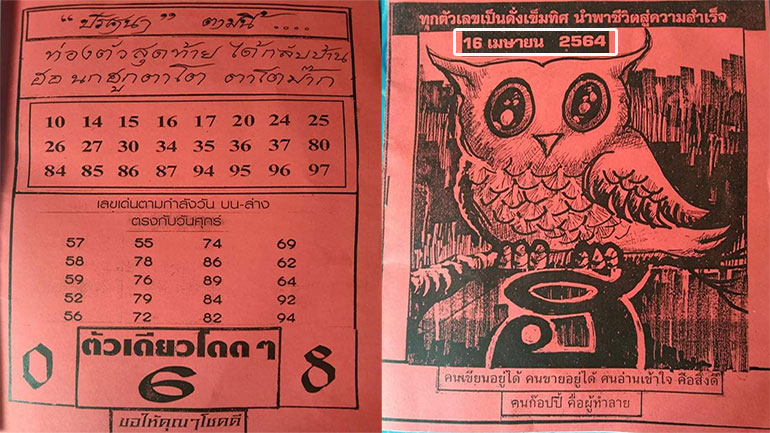 "ปริศนา" ตามนี้ ....
ท่องตัวสุดท้าย ได้กลับบ้าน
ฮือ นกฮูกตาโต ตาโตม๊าก
10 14 15 16 17 20 24 25
26 27 30 34 35 36 37 80
84 85 86 87 94 95 96 97
เลขเด่นตามกำลังวัน บน-ล่าง
ตรงกับวันศุกร์
57 55 74 69
58 78 86 62
59 76 89 64
52 79 84 92
56 72 82 94
ตัวเดียวโดด ๆ
0 6 8
ขอให้คุณๆโชคดี
ทุกตัวเลขเป็นดั่งเข็มทิศ นำพาชีวิตสู่ความสำเร็จ
16 เมษายน 2564
คนเขียนอยู่ได้ คนขายอยู่ได้ คนอ่านเข้าใจ คือสิ่งดี
คนก๊อปปี้ คือผู้ทำลาย